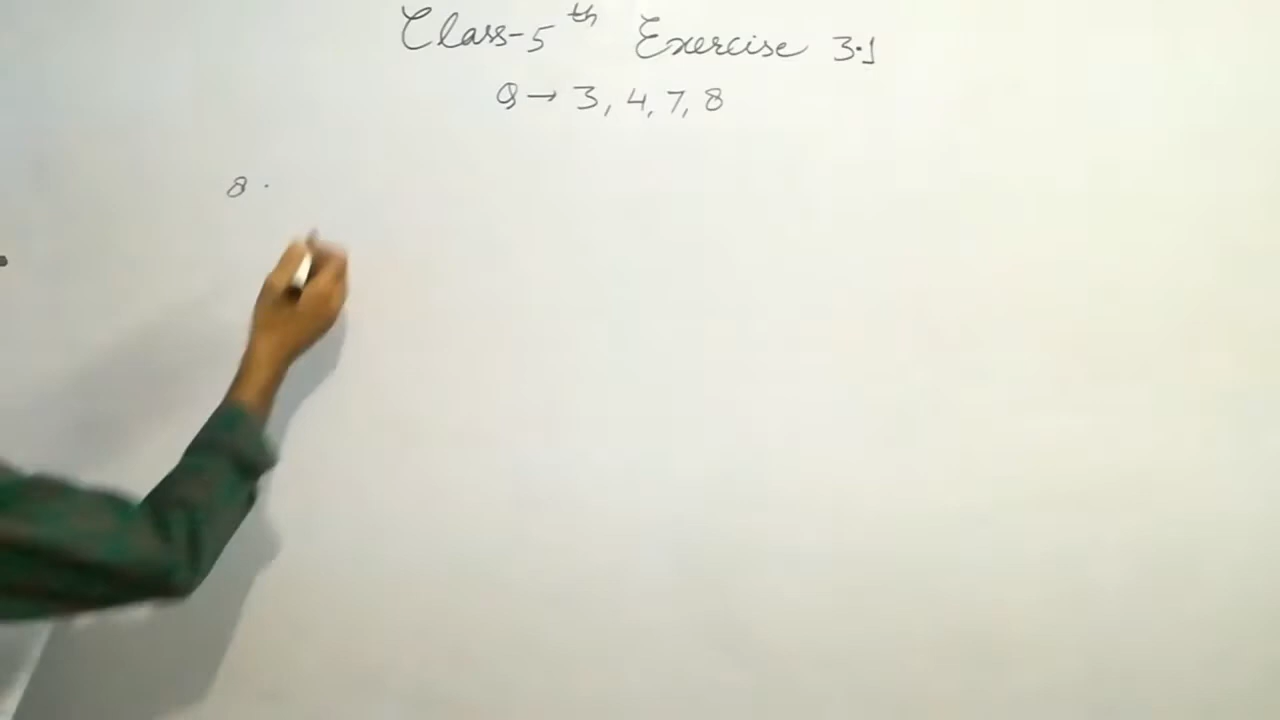 Class-5th Exercise 3.1
Q → 3, 4, 7, 8
8.